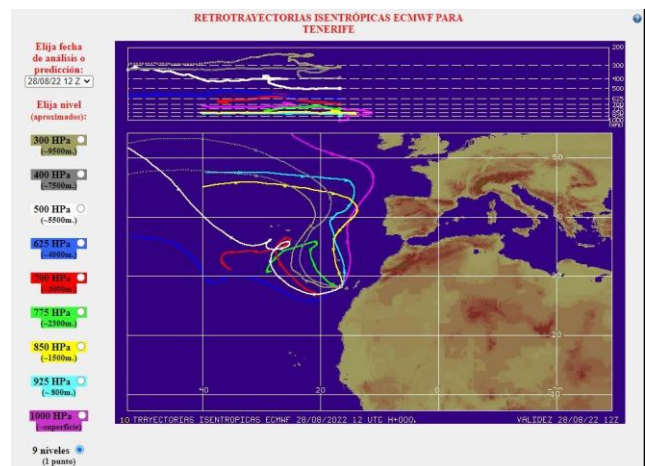 RETROTRAYECTORIAS ISENTRÓPICAS ECMWF PARA
TENERIFE
Elija fecha
de análisis o
predicción:
28/08/22 12 Z
Elija nivel
(aproximados):
300 HPa
(~9500m.)
400 HPa
(~7500m.)
500 HPa
(~5500m.)
625 HPa
(~4000m.)
700 HPa
(~3000m.)
775 HPa
(~2300m.)
850 HPa
(~1500m.)
925 HPa
(~800m.)
1000 HPa
(~superficie)
9 niveles
(1 punto)
200
300
400
500
1000
50
40
20
0
10 TRAYECTORIAS ISENTROPICAS ECMWF 28/08/2022 12 UTC H+000.
VALIDEZ 28/08/22 12Z